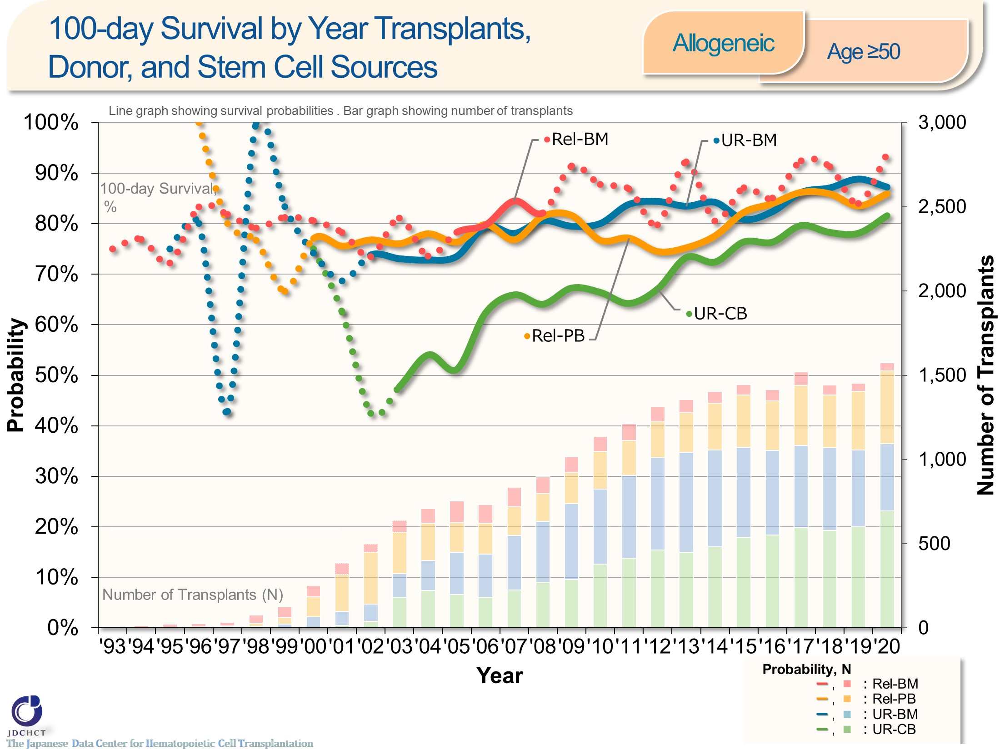 100-day Survival by Year Transplants,
Donor, and Stem Cell Sources
Allogeneic
Age ≥50
Line graph showing survival probabilities . Bar graph showing number of transplants
100%
90%
80%
70%
60%
50%
40%
30%
20%
10%
0%
Probability
100-day Survival,
%
Rel-BM
UR-BM
UR-CB
Rel-PB
Number of Transplants (N)
3,000
2,500
2,000
1,500
1,000
500
0
Number of Transplants
'93 '94 '95 '96 '97 '98 '99 '00 '01 '02 '03 '04 '05 '06 '07 '08 '09 '10 '11 '12 '13 '14 '15 '16 '17 '18 '19 '20
Year
Probability, N
, : Rel-BM
, : Rel-PB
, : UR-BM
, : UR-CB
JDCHCT
The Japanese Data Center for Hematopoietic Cell Transplantation